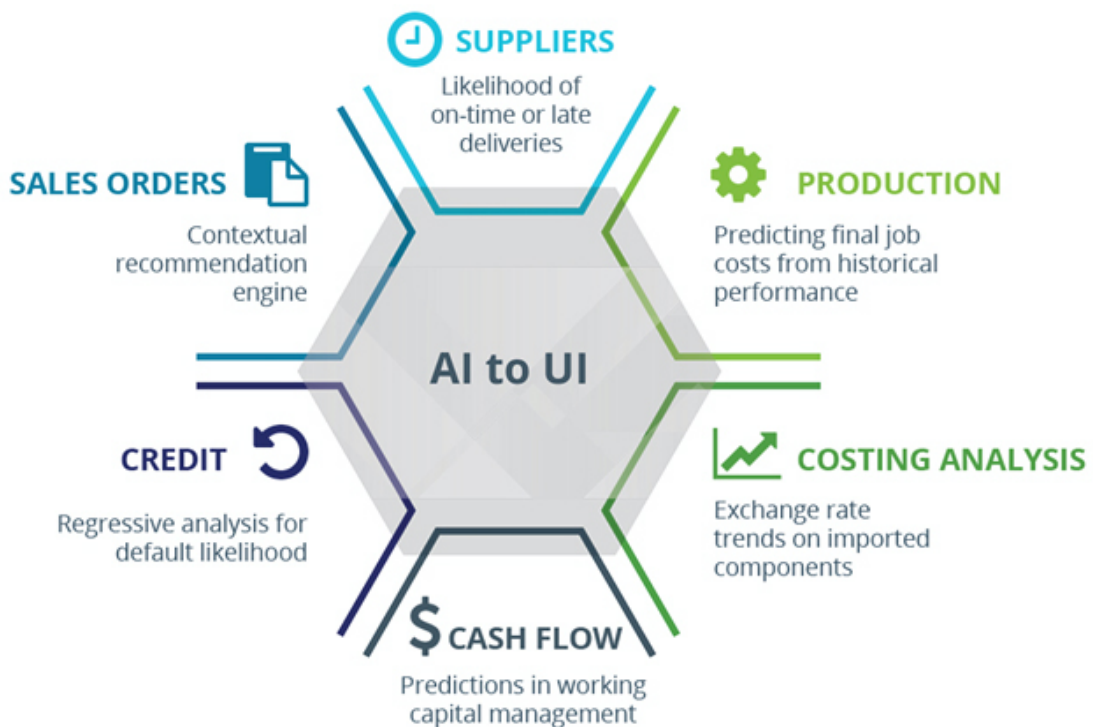 SUPPLIERS
Likelihood of
on-time or late
deliveries
SALES ORDERS
Contextual
recommendation
engine
PRODUCTION
Predicting final job
costs from historical
performance
AI to UI
CREDIT
Regressive analysis for
default likelihood
COSTING ANALYSIS
Exchange rate
trends on imported
components
$ CASH FLOW
Predictions in working
capital management